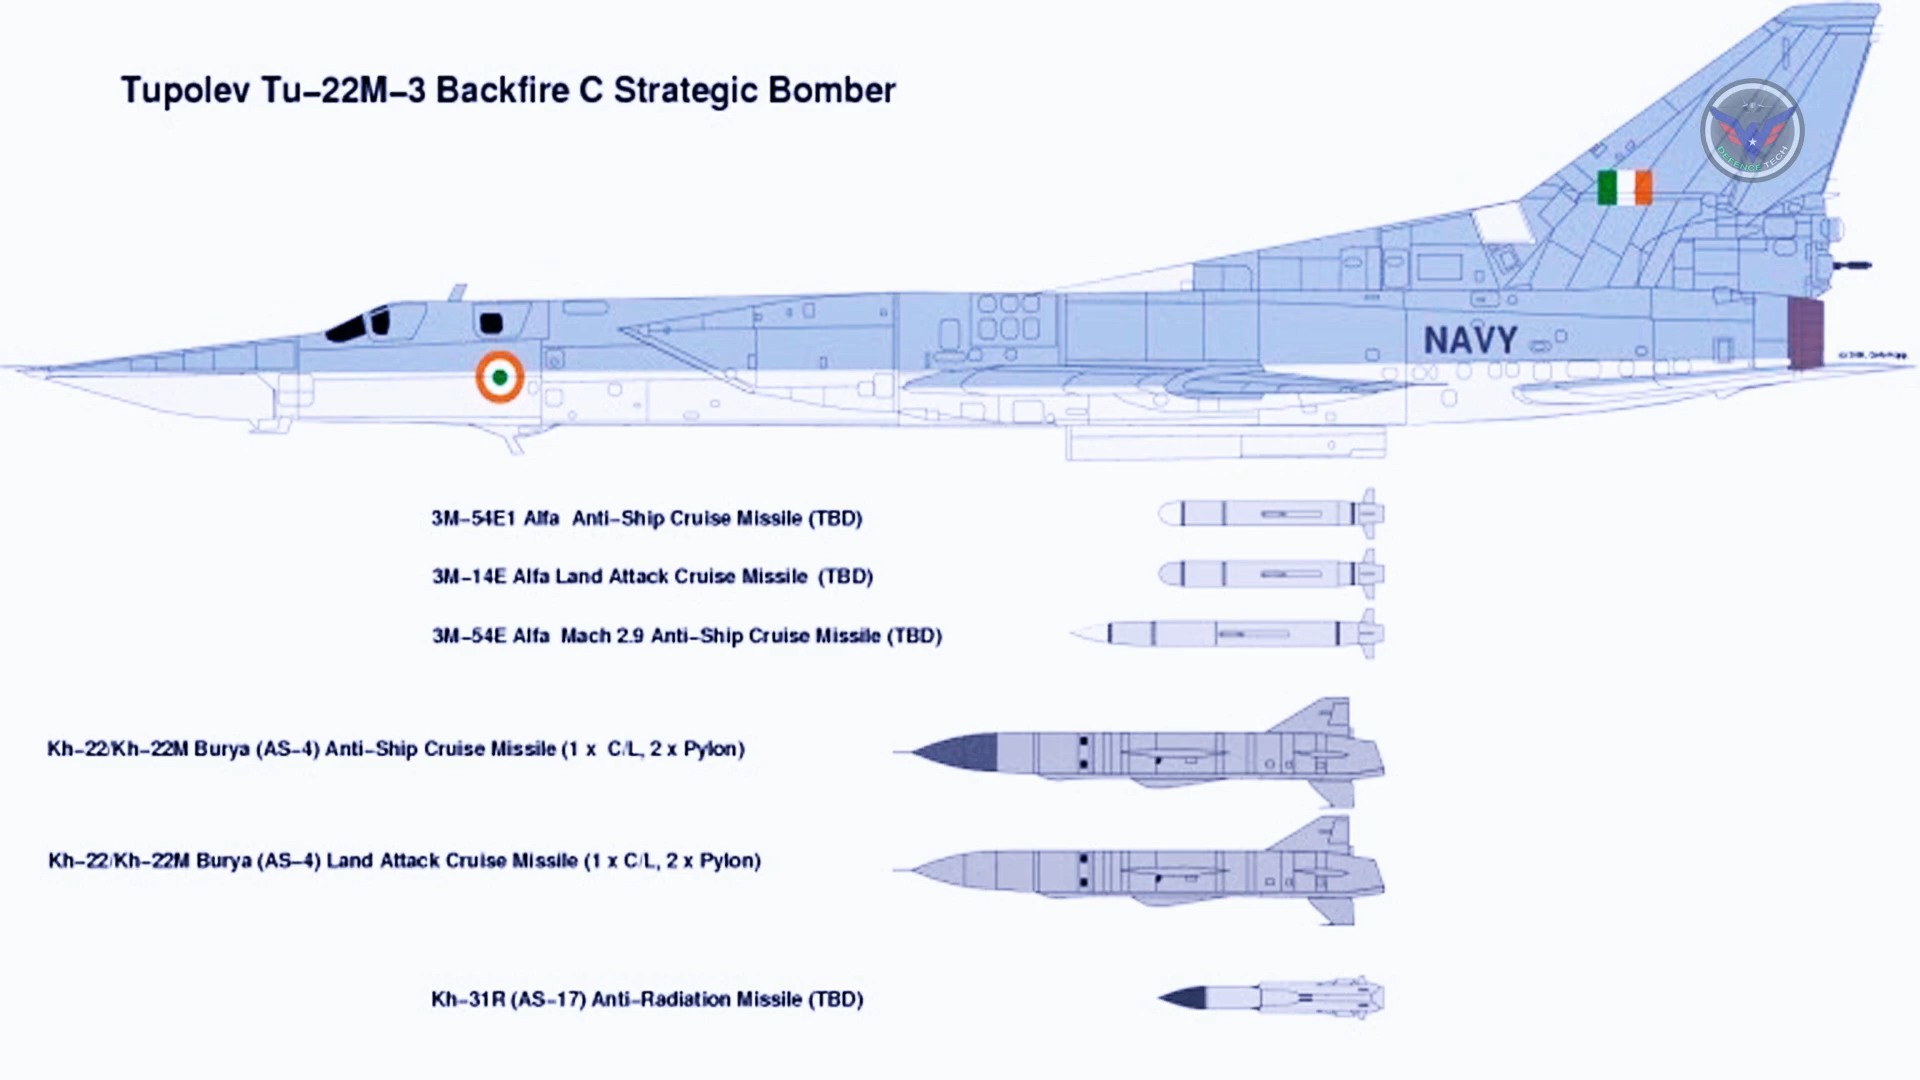 Tupolev Tu-22M-3 Backfire C Strategic Bomber
DEFENCE TECH
NAVY
3M-54E1 Alfa Anti-Ship Cruise Missile (TBD)
3M-14E Alfa Land Attack Cruise Missile (TBD)
3M-54E Alfa Mach 2.9 Anti-Ship Cruise Missile (TBD)
Kh-22/Kh-22M Burya (AS-4) Anti-Ship Cruise Missile (1 x C/L, 2 x Pylon)
Kh-22/Kh-22M Burya (AS-4) Land Attack Cruise Missile (1 x C/L, 2 x Pylon)
Kh-31R (AS-17) Anti-Radiation Missile (TBD)